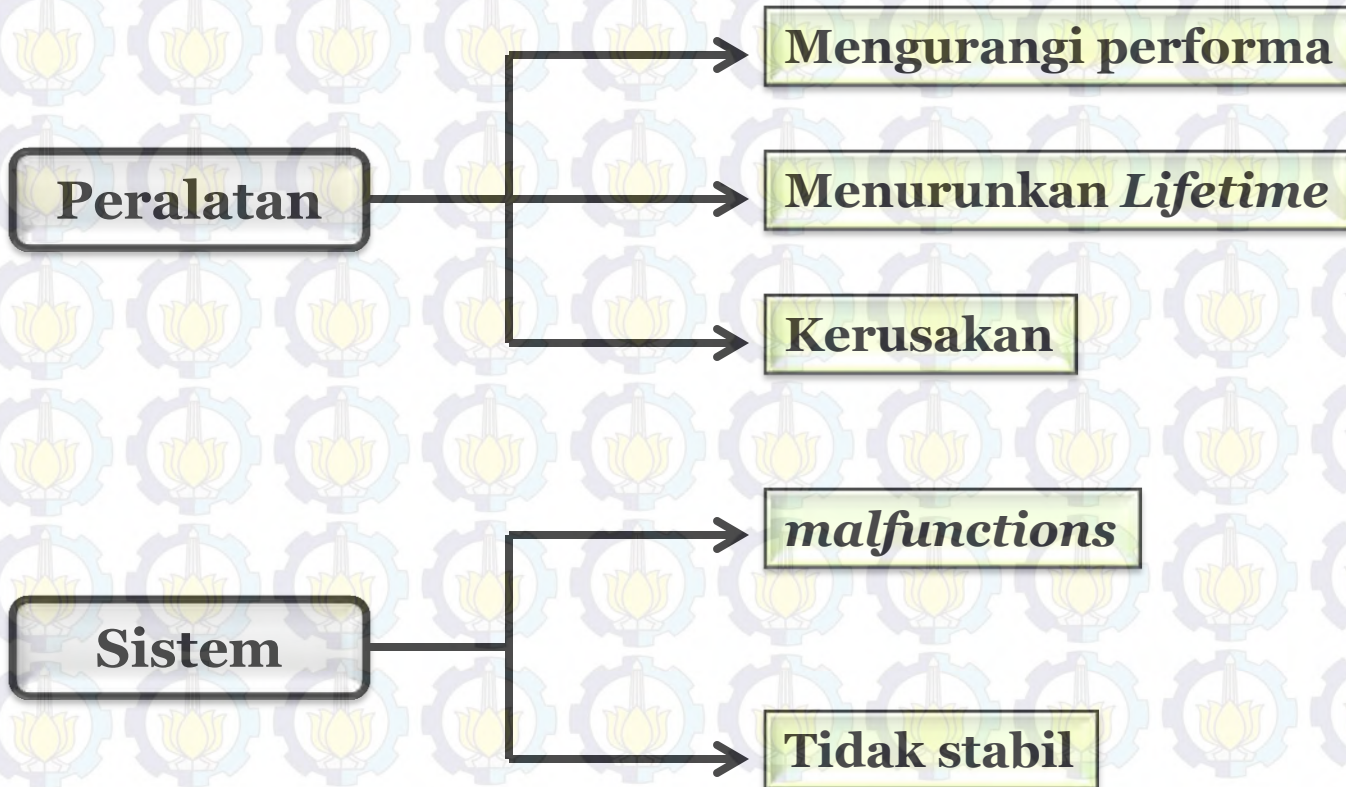 Mengurangi performa
Peralatan
Menurunkan Lifetime
Kerusakan
malfunctions
Sistem
Tidak stabil